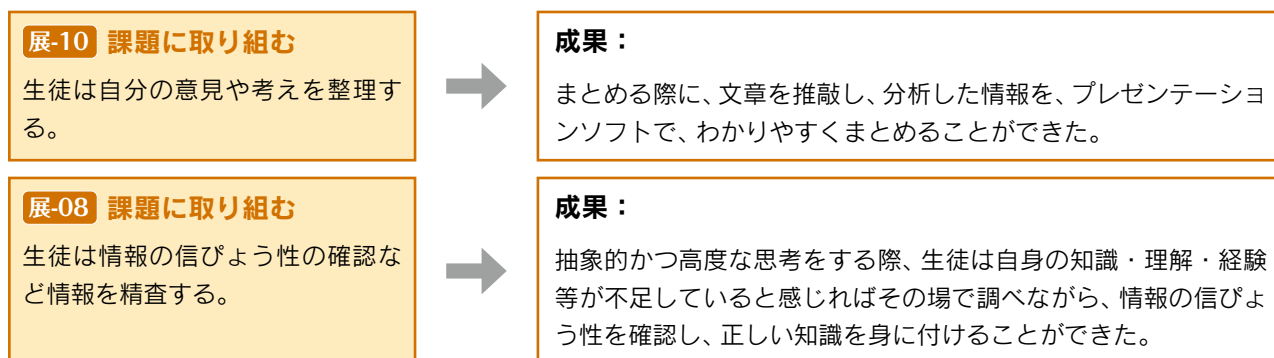 展-10 課題に取り組む
生徒は自分の意見や考えを整理す
る。
成果：
まとめる際に、文章を推敲し、分析した情報を、プレゼンテーショ
ンソフトで、わかりやすくまとめることができた。
展-08 課題に取り組む
生徒は情報の信ぴょう性の確認な
ど情報を精査する。
成果：
抽象的かつ高度な思考をする際、生徒は自身の知識・理解・経験
等が不足していると感じればその場で調べながら、情報の信ぴょ
う性を確認し、正しい知識を身に付けることができた。